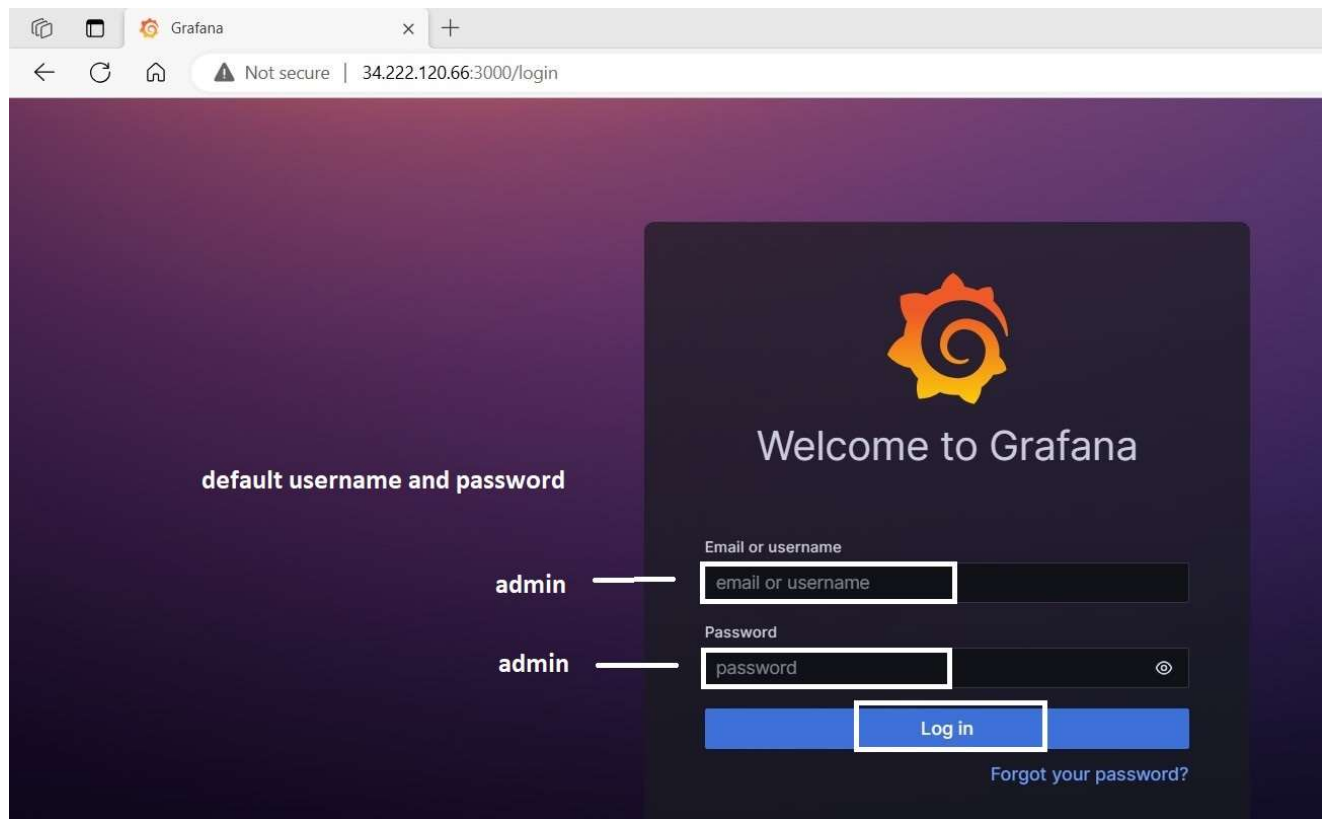 Grafana
Not secure | 34.222.120.66:3000/login
Welcome to Grafana
default username and password
Email or username
admin
email or username
Password
admin
password
Log in
Forgot your password?